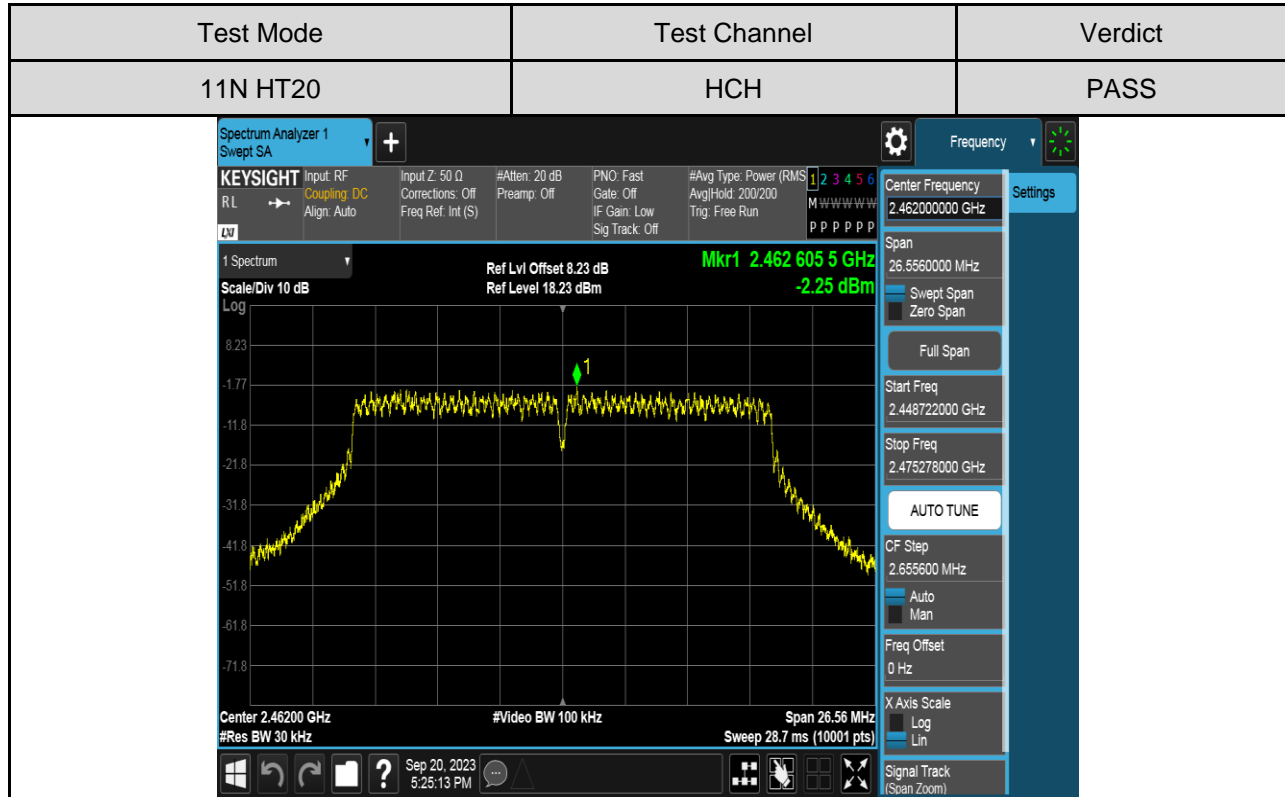 Test Mode Test Channel Verdict
11N HT20 HCH PASS
Spectrum Analyzer 1
Swept SA
+
Frequency
KEYSIGHT
RL
LXI
Input: RF
Coupling: DC
Align: Auto
Input Z: 50 Ω
Corrections: Off
Freq Ref: Int (S)
#Atten: 20 dB
Preamp: Off
PNO: Fast
Gate: Off
IF Gain: Low
Sig Track: Off
#Avg Type: Power (RMS
Avg|Hold: 200/200
Trig: Free Run
1 2 3 4 5 6
M W W W W W
P P P P P P
1 Spectrum
Scale/Div 10 dB
Ref Lvl Offset 8.23 dB
Ref Level 18.23 dBm
Mkr1 2.462 605 5 GHz
-2.25 dBm
Log
8.23
1
-1.77
-11.8
-21.8
-31.8
-41.8
-51.8
-61.8
-71.8
Center 2.46200 GHz
#Res BW 30 kHz
#Video BW 100 kHz
Span 26.56 MHz
Sweep 28.7 ms (10001 pts)
?
Sep 20, 2023
5:25:13 PM
Center Frequency
2.462000000 GHz
Settings
Span
26.5560000 MHz
Swept Span
Zero Span
Full Span
Start Freq
2.448722000 GHz
Stop Freq
2.475278000 GHz
AUTO TUNE
CF Step
2.655600 MHz
Auto
Man
Freq Offset
0 Hz
X Axis Scale
Log
Lin
Signal Track
(Span Zoom)